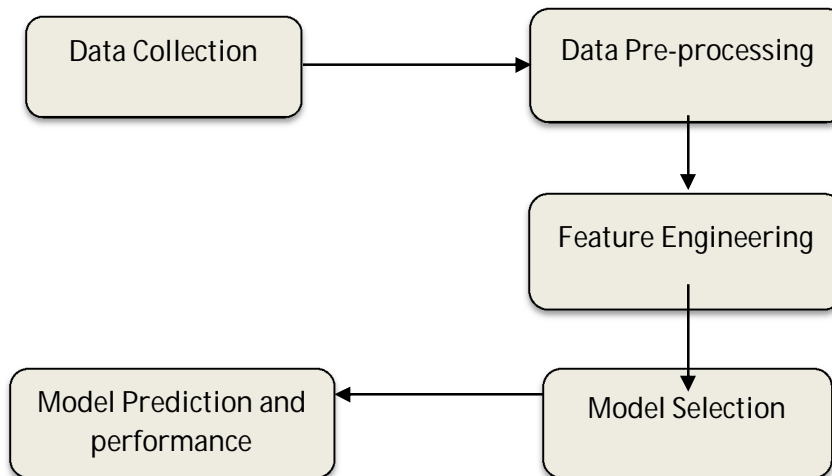 Data Collection
Data Pre-processing
Feature Engineering
Model Selection
Model Prediction and
performance